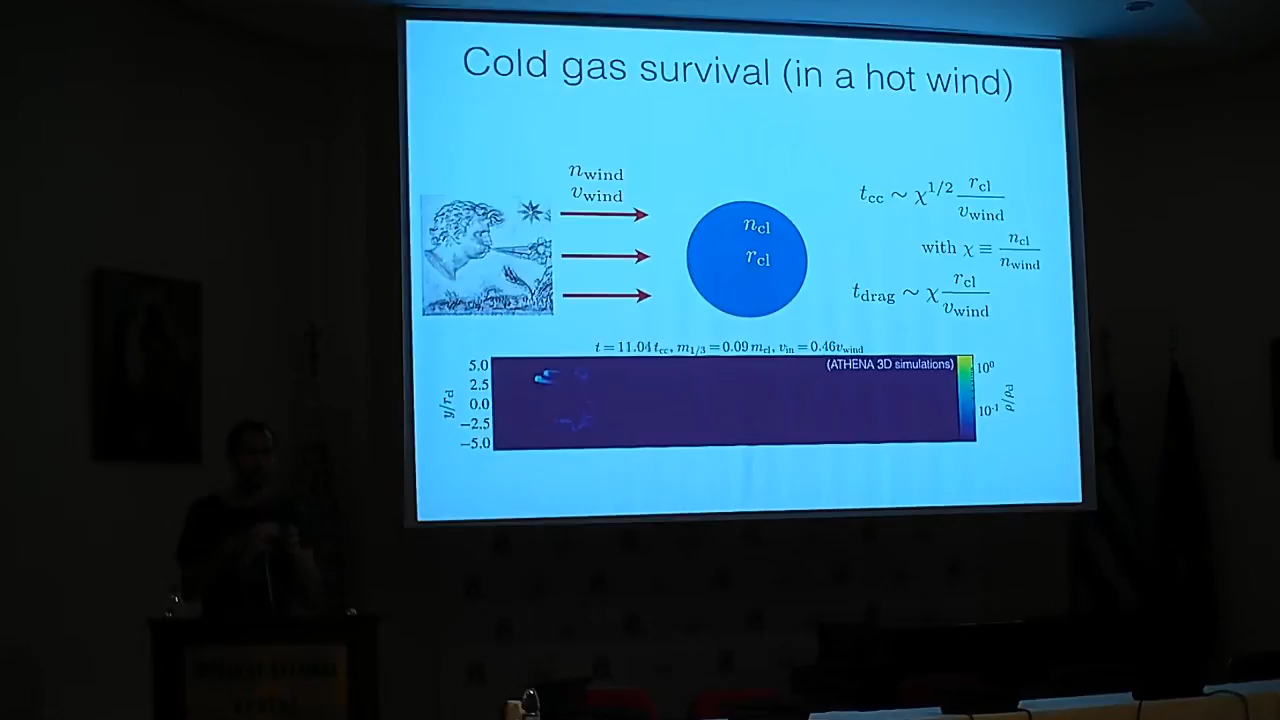 Cold gas survival (in a hot wind)
n_wind
v_wind
n_cl
r_cl
t_cc ∼ χ^{1/2} r_cl / v_wind
with χ ≡ n_cl / n_wind
t_drag ∼ χ r_cl / v_wind
t = 11.04 t_cc, m_{1/3} = 0.09 m_cl, v_in = 0.46 v_wind
(ATHENA 3D simulations)
5.0
2.5
0.0
−2.5
−5.0
y/r_cl
10^0
10^{-1}